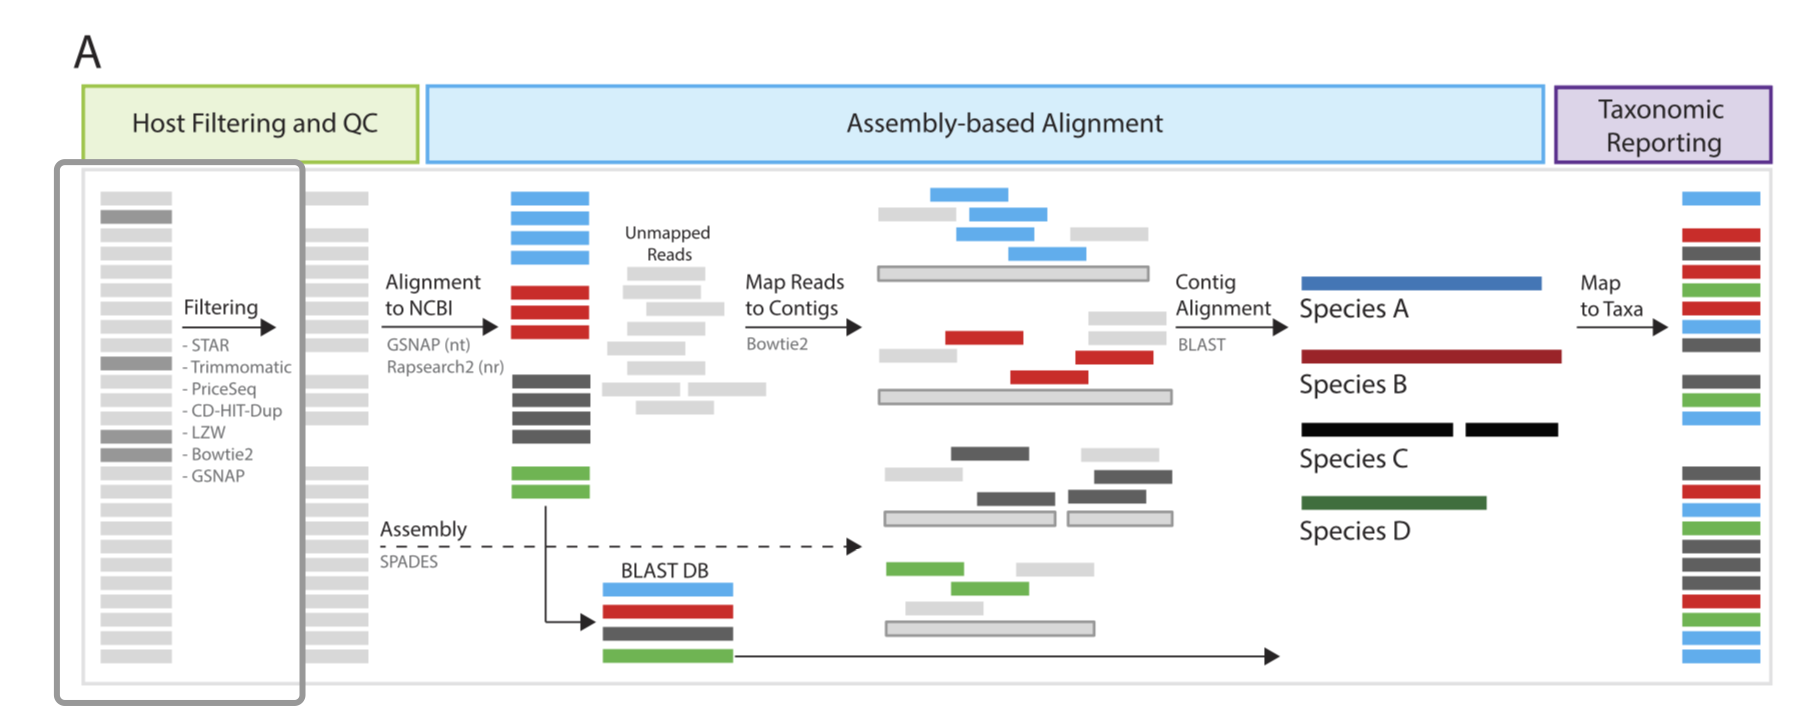 A
Host Filtering and QC
Assembly-based Alignment
Taxonomic
Reporting
Filtering
- STAR
- Trimmomatic
- PriceSeq
- CD-HIT-Dup
- LZW
- Bowtie2
- GSNAP
Alignment
to NCBI
GSNAP (nt)
Rapsearch2 (nr)
Assembly
SPADES
Unmapped
Reads
BLAST DB
Map Reads
to Contigs
Bowtie2
Contig
Alignment
BLAST
Species A
Species B
Species C
Species D
Map
to Taxa